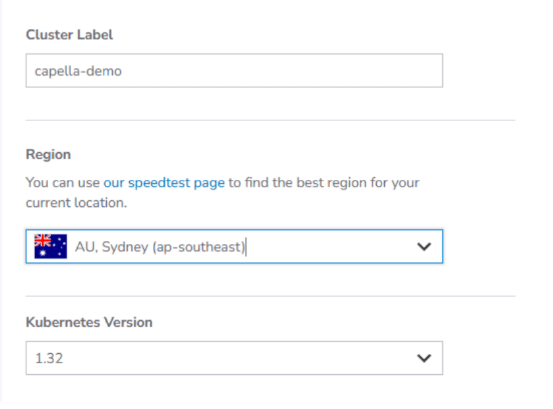 Cluster Label
capella-demo
Region
You can use our speedtest page to find the best region for your
current location.
AU, Sydney (ap-southeast)
Kubernetes Version
1.32